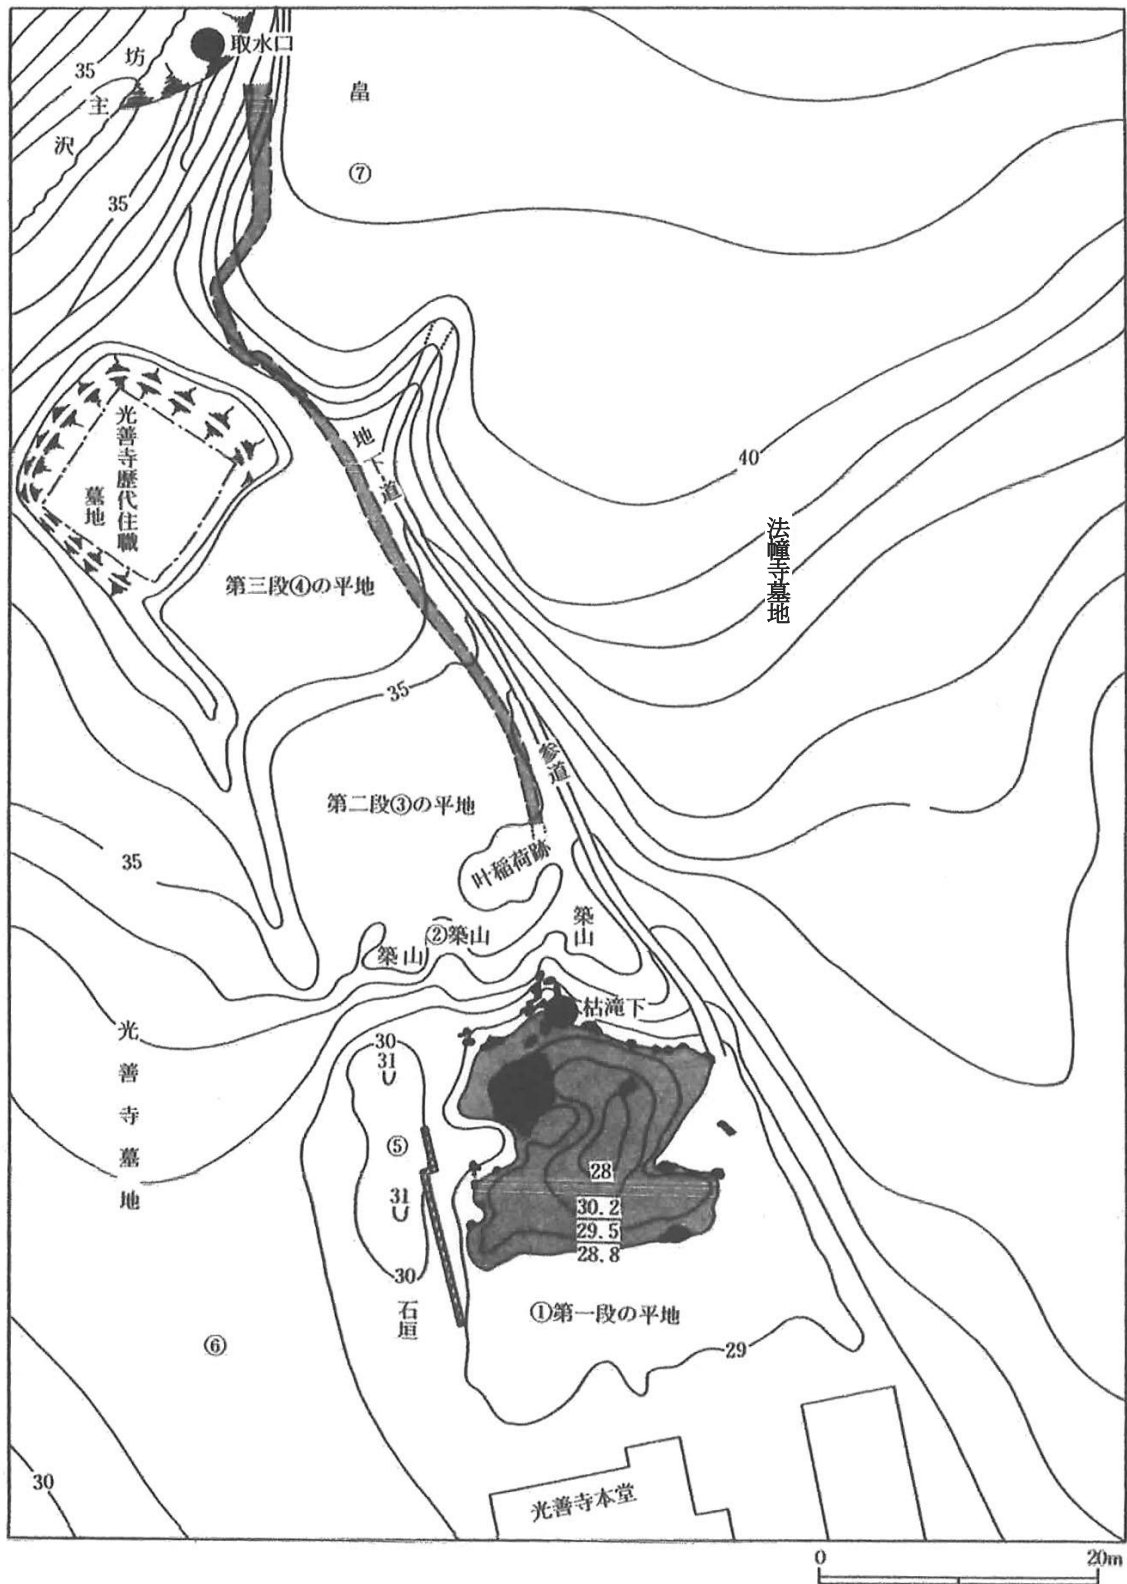 取水口
坊主沢
35
畠
⑦
35
地下道
光善寺歴代住職
墓地
40
法幢寺墓地
第三段④の平地
35
参道
第二段③の平地
35
叶稲荷跡
築山
②築山
築山
枯滝下
光善寺墓地
30
31
⑤
28
31
30.2
29.5
28.8
30
石垣
①第一段の平地
⑥
29
30
光善寺本堂
0
20m